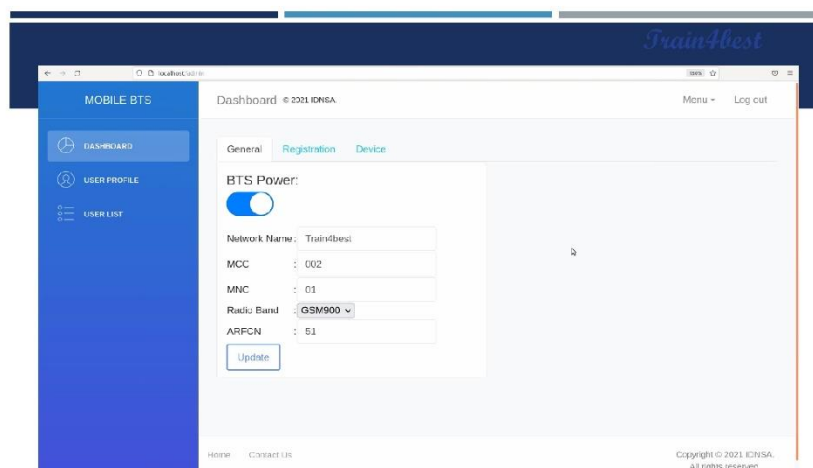 Train4best
localhost/admin
MOBILE BTS
Dashboard © 2021 IDNSA.
Menu
Log out
DASHBOARD
USER PROFILE
USER LIST
General Registration Device
BTS Power:
Network Name: Train4best
MCC : 002
MNC : 01
Radio Band : GSM900
ARFCN : 51
Update
Home Contact Us
Copyright © 2021 IDNSA.
All rights reserved